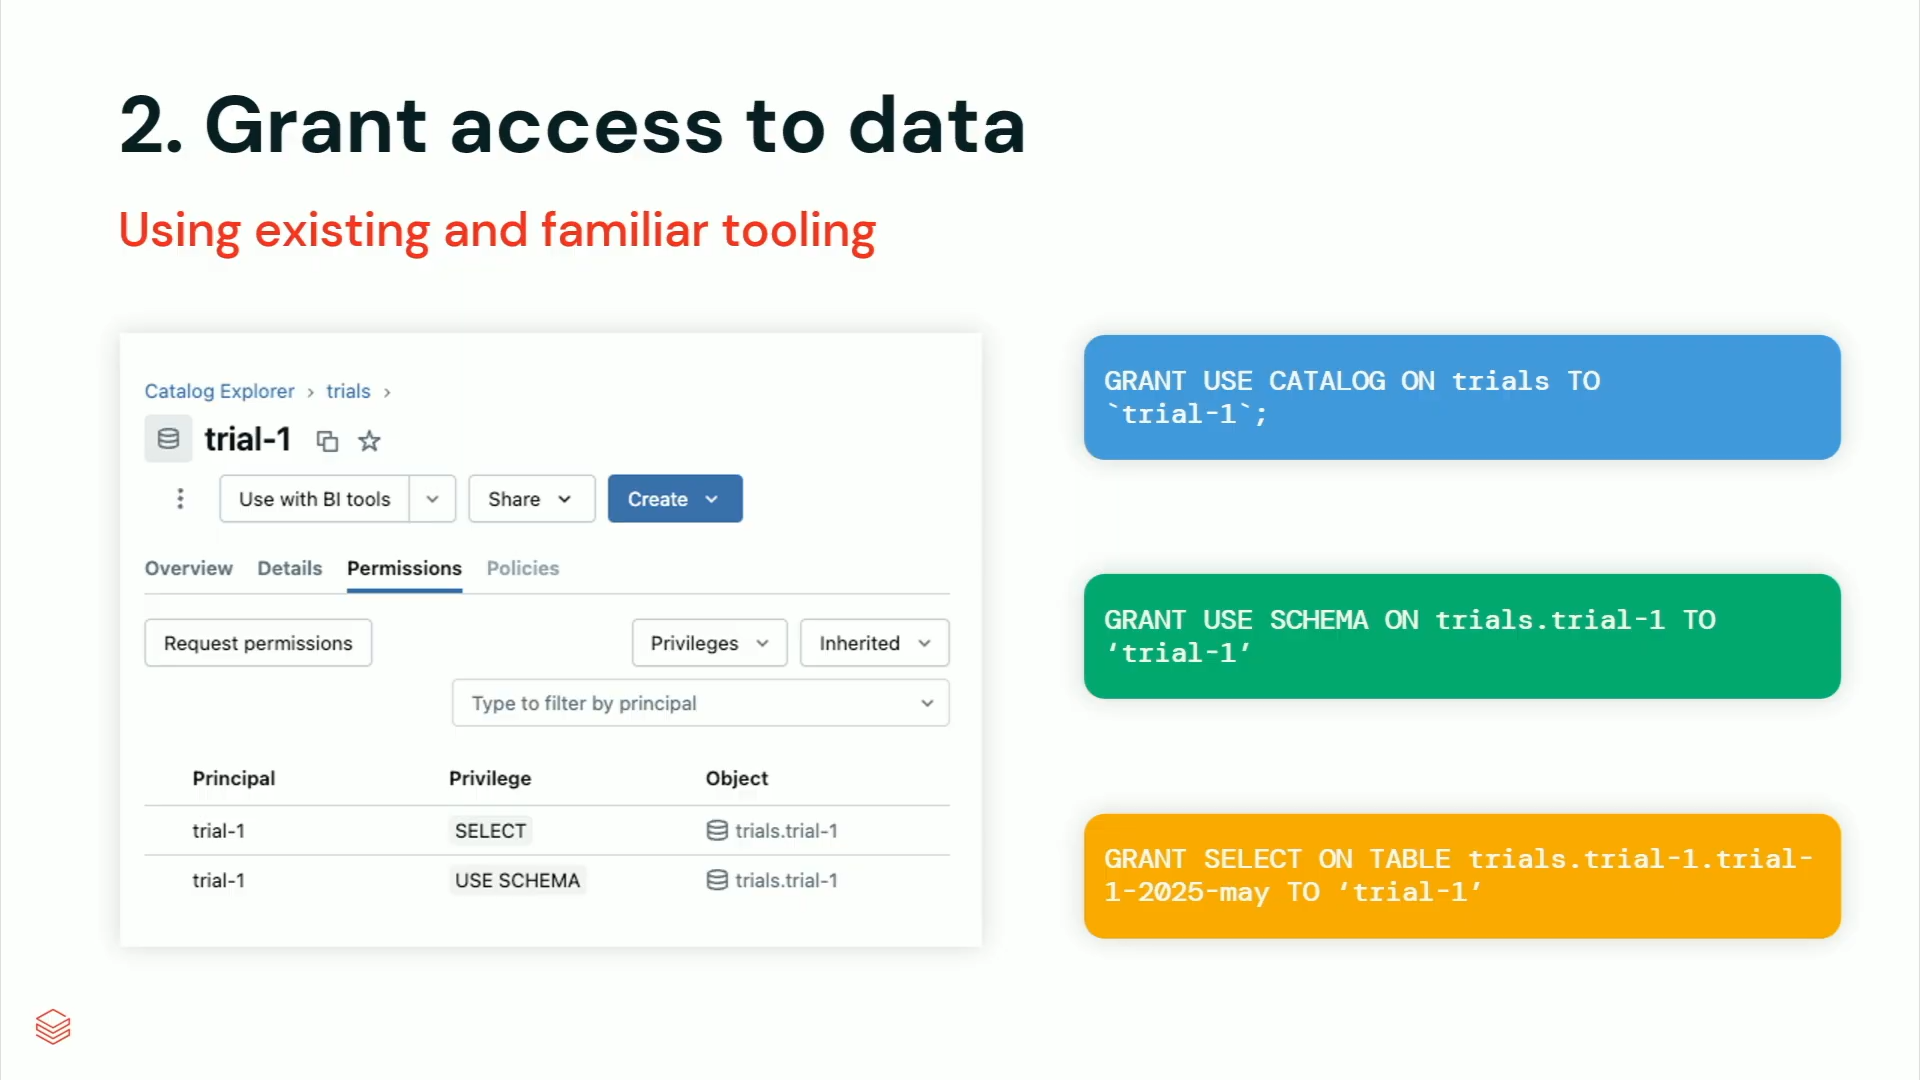 2. Grant access to data
Using existing and familiar tooling
Catalog Explorer > trials >
trial-1
Use with BI tools
Share
Create
Overview Details Permissions Policies
Request permissions
Privileges
Inherited
Type to filter by principal
Principal Privilege Object
trial-1 SELECT trials.trial-1
trial-1 USE SCHEMA trials.trial-1
GRANT USE CATALOG ON trials TO
`trial-1`;
GRANT USE SCHEMA ON trials.trial-1 TO
‘trial-1’
GRANT SELECT ON TABLE trials.trial-1.trial-
1-2025-may TO ‘trial-1’